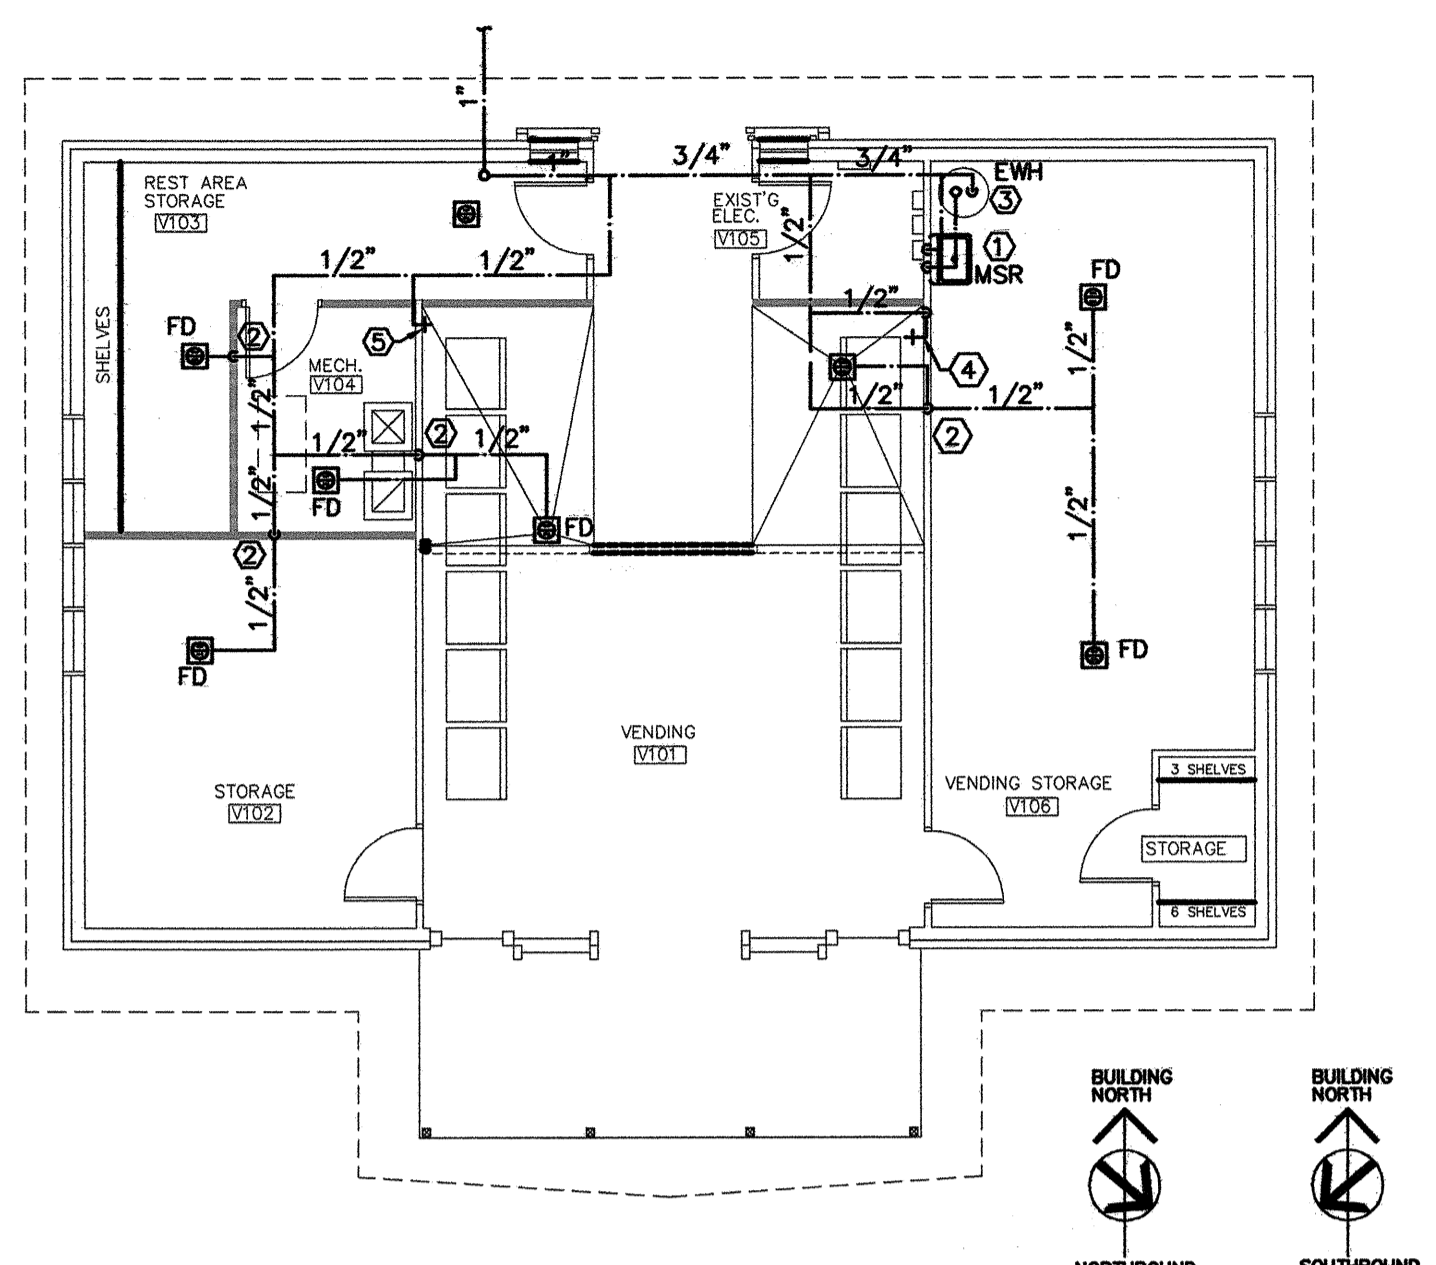 1"
1"
3/4"
3/4"
EWH
3
REST AREA
STORAGE
V103
EXIST'G
ELEC.
V105
1/2"
1
MSR
1/2"
1/2"
FD
1/2"
SHELVES
FD
2
5
MECH.
V104
4
1/2"
1/2"
1/2"
1/2"
2
1/2"
2
1/2"
1/2"
FD
FD
1/2"
1/2"
2
1/2"
FD
FD
VENDING
V101
STORAGE
V102
VENDING STORAGE
V106
3 SHELVES
STORAGE
6 SHELVES
BUILDING
NORTH
BUILDING
NORTH
NORTHBOUND
SOUTHBOUND